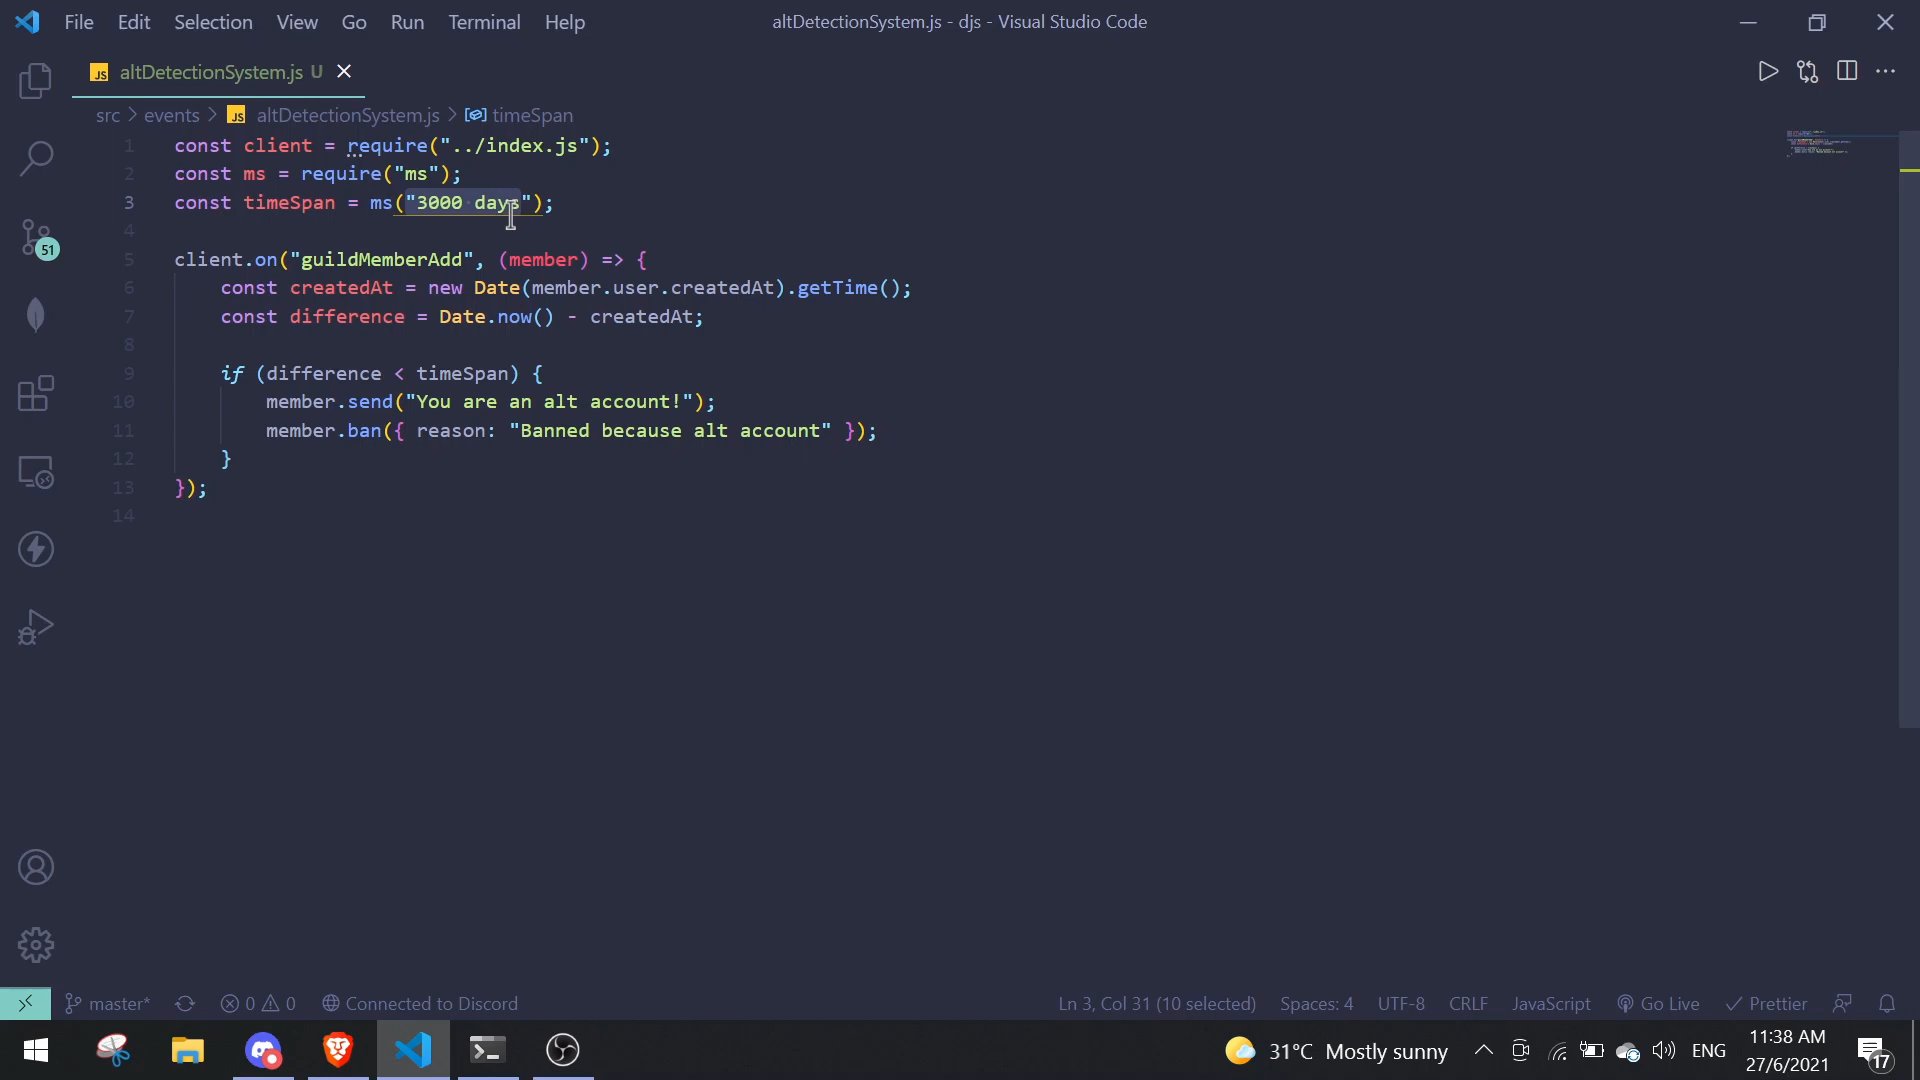 File Edit Selection View Go Run Terminal Help altDetectionSystem.js - djs - Visual Studio Code
JS altDetectionSystem.js U
src > events > JS altDetectionSystem.js > timeSpan
1 const client = require("../index.js");
2 const ms = require("ms");
3 const timeSpan = ms("3000 days");
4
5 client.on("guildMemberAdd", (member) => {
6 const createdAt = new Date(member.user.createdAt).getTime();
7 const difference = Date.now() - createdAt;
8
9 if (difference < timeSpan) {
10 member.send("You are an alt account!");
11 member.ban({ reason: "Banned because alt account" });
12 }
13 });
14
51
master* 0 0 Connected to Discord Ln 3, Col 31 (10 selected) Spaces: 4 UTF-8 CRLF JavaScript Go Live Prettier
31°C Mostly sunny ENG 11:38 AM
27/6/2021 17